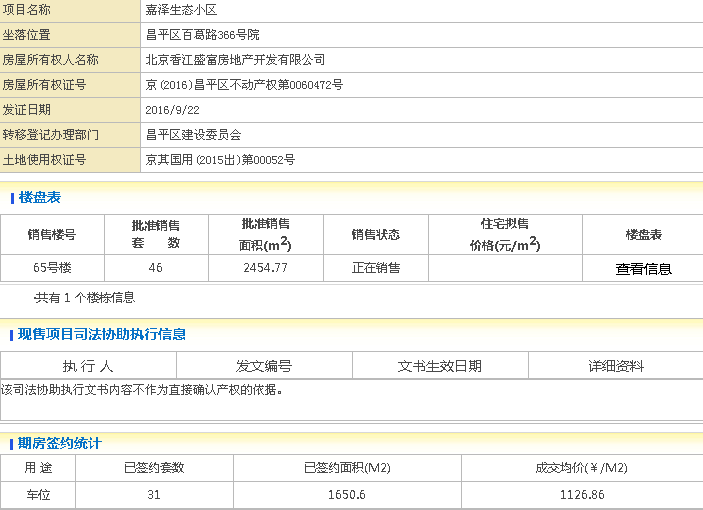 项目名称 嘉泽生态小区
坐落位置 昌平区百葛路366号院
房屋所有权人名称 北京香江盛富房地产开发有限公司
房屋所有权证号 京(2016)昌平区不动产权第0060472号
发证日期 2016/9/22
转移登记办理部门 昌平区建设委员会
土地使用权证号 京其国用(2015出)第00052号
楼盘表
销售楼号 批准销售套 数 批准销售面积(m2) 销售状态 住宅拟售价格(元/m2) 楼盘表
65号楼 46 2454.77 正在销售 查看信息
·共有 1 个楼栋信息
现售项目司法协助执行信息
执 行 人 发文编号 文书生效日期 详细资料
该司法协助执行文书内容不作为直接确认产权的依据。
期房签约统计
用 途 已签约套数 已签约面积(M2) 成交均价(￥/M2)
车位 31 1650.6 1126.86